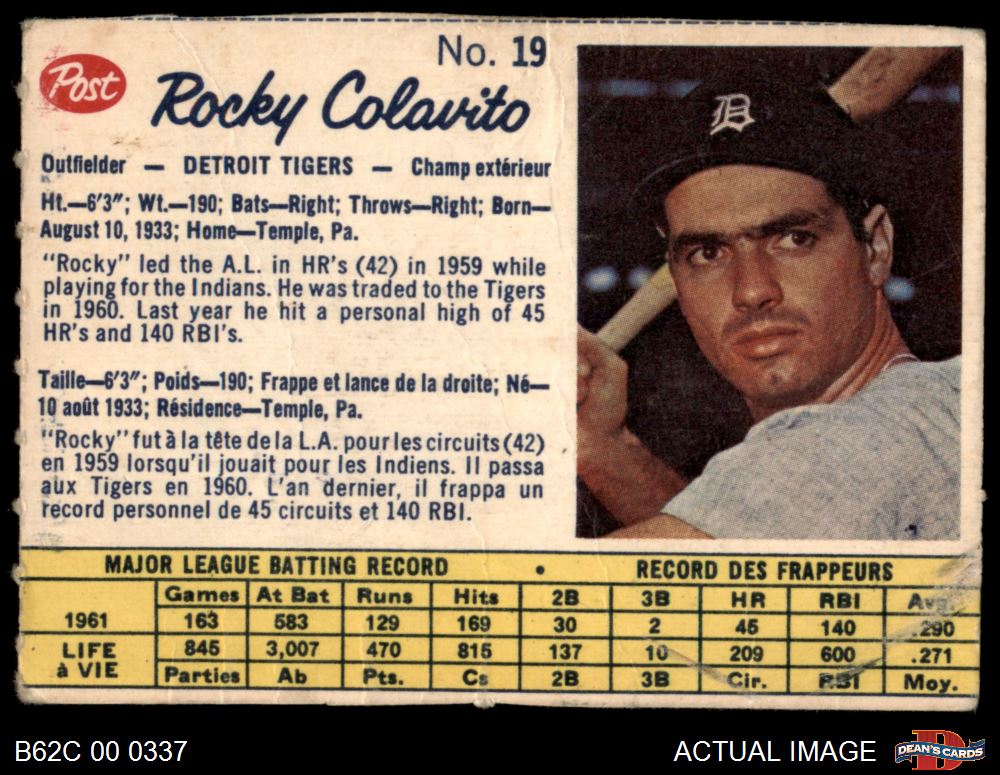 No. 19
Post
Rocky Colavito
Outfielder — DETROIT TIGERS — Champ extérieur
Ht.—6'3"; Wt.—190; Bats—Right; Throws—Right; Born—
August 10, 1933; Home—Temple, Pa.
"Rocky" led the A.L. in HR's (42) in 1959 while
playing for the Indians. He was traded to the Tigers
in 1960. Last year he hit a personal high of 45
HR's and 140 RBI's.
Taille—6'3"; Poids—190; Frappe et lance de la droite; Né—
10 août 1933; Résidence—Temple, Pa.
"Rocky" fut à la tête de la L.A. pour les circuits (42)
en 1959 lorsqu'il jouait pour les Indiens. Il passa
aux Tigers en 1960. L'an dernier, il frappa un
record personnel de 45 circuits et 140 RBI.
D
MAJOR LEAGUE BATTING RECORD • RECORD DES FRAPPEURS
Games At Bat Runs Hits 2B 3B HR RBI Avg.
1961 163 583 129 169 30 2 45 140 .290
LIFE à VIE 845 3,007 470 815 137 10 209 600 .271
Parties Ab Pts. Cs 2B 3B Cir. RBI Moy.
B62C 00 0337
ACTUAL IMAGE
D
DEAN'S CARDS